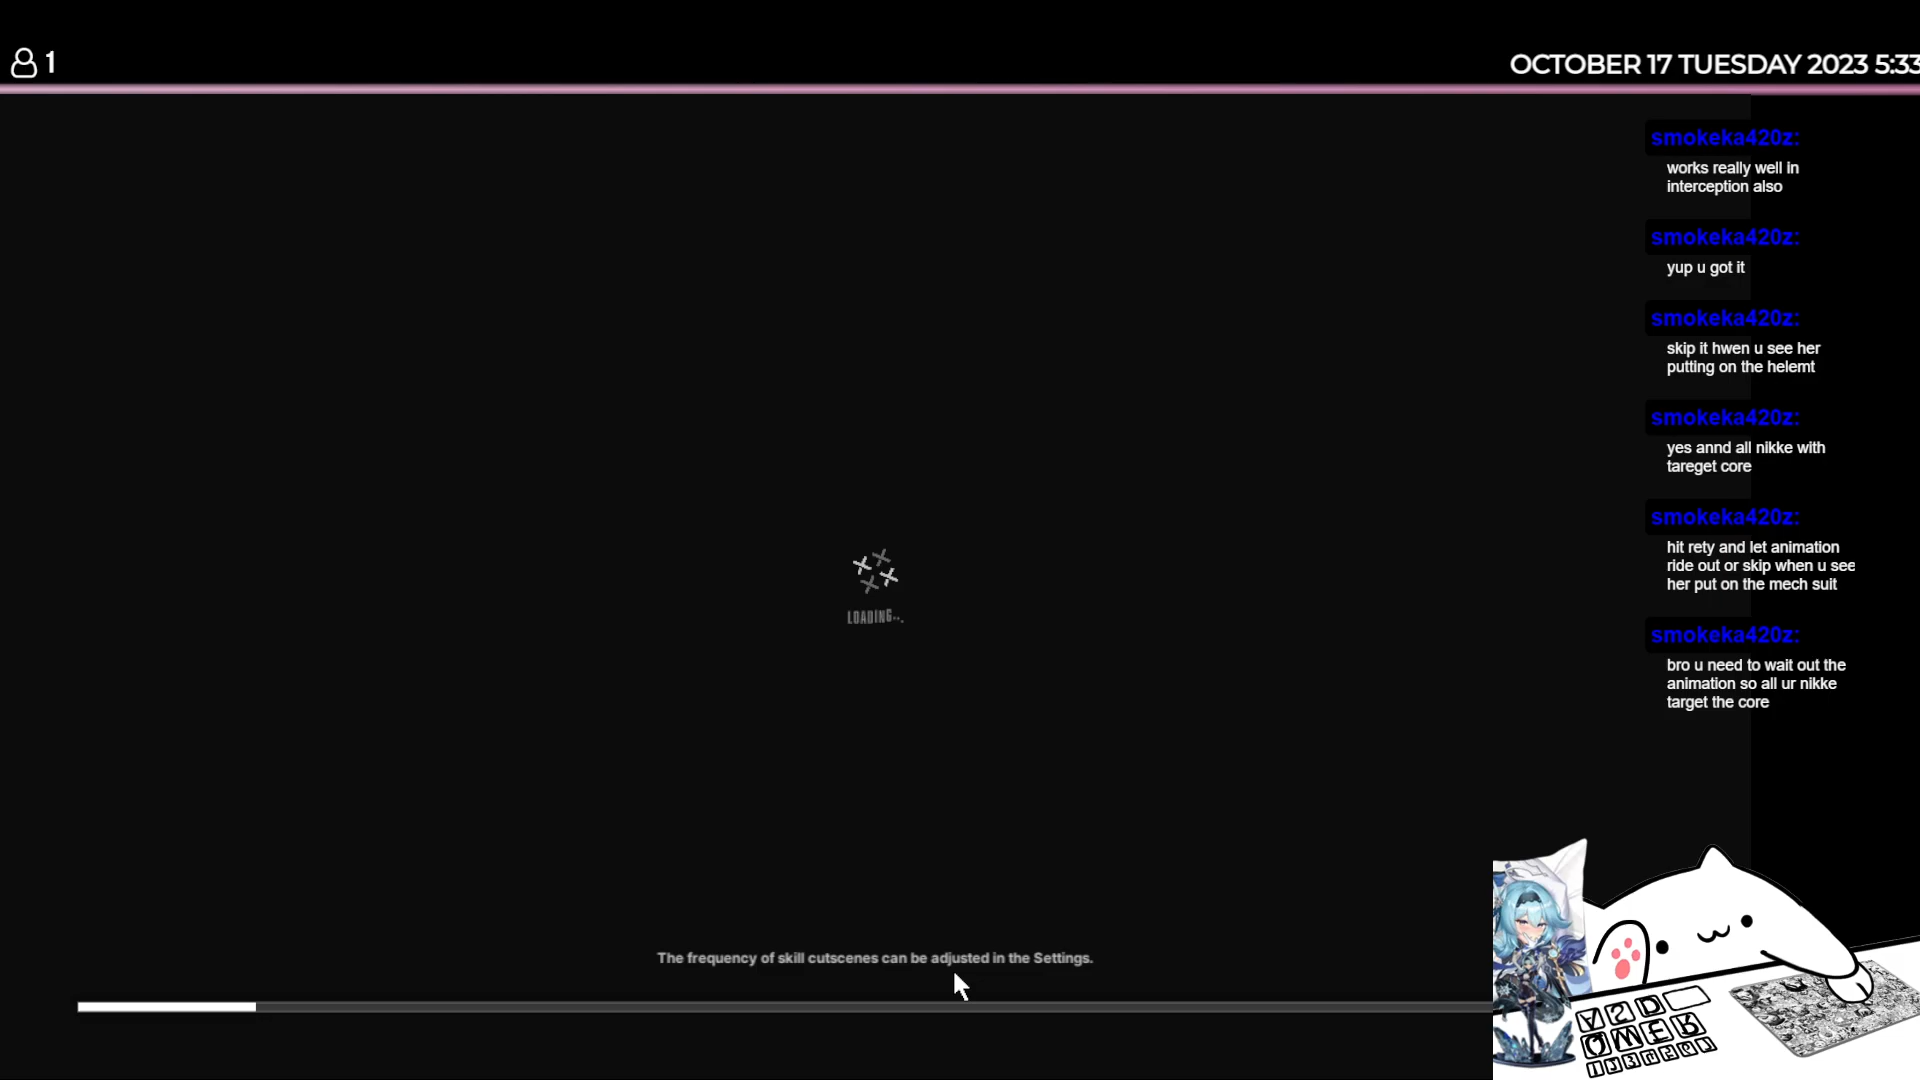 1
OCTOBER 17 TUESDAY 2023 5:33
smokeka420z:
works really well in
interception also
smokeka420z:
yup u got it
smokeka420z:
skip it hwen u see her
putting on the helemt
smokeka420z:
yes annd all nikke with
tareget core
smokeka420z:
hit rety and let animation
ride out or skip when u see
her put on the mech suit
smokeka420z:
bro u need to wait out the
animation so all ur nikke
target the core
LOADING...
The frequency of skill cutscenes can be adjusted in the Settings.